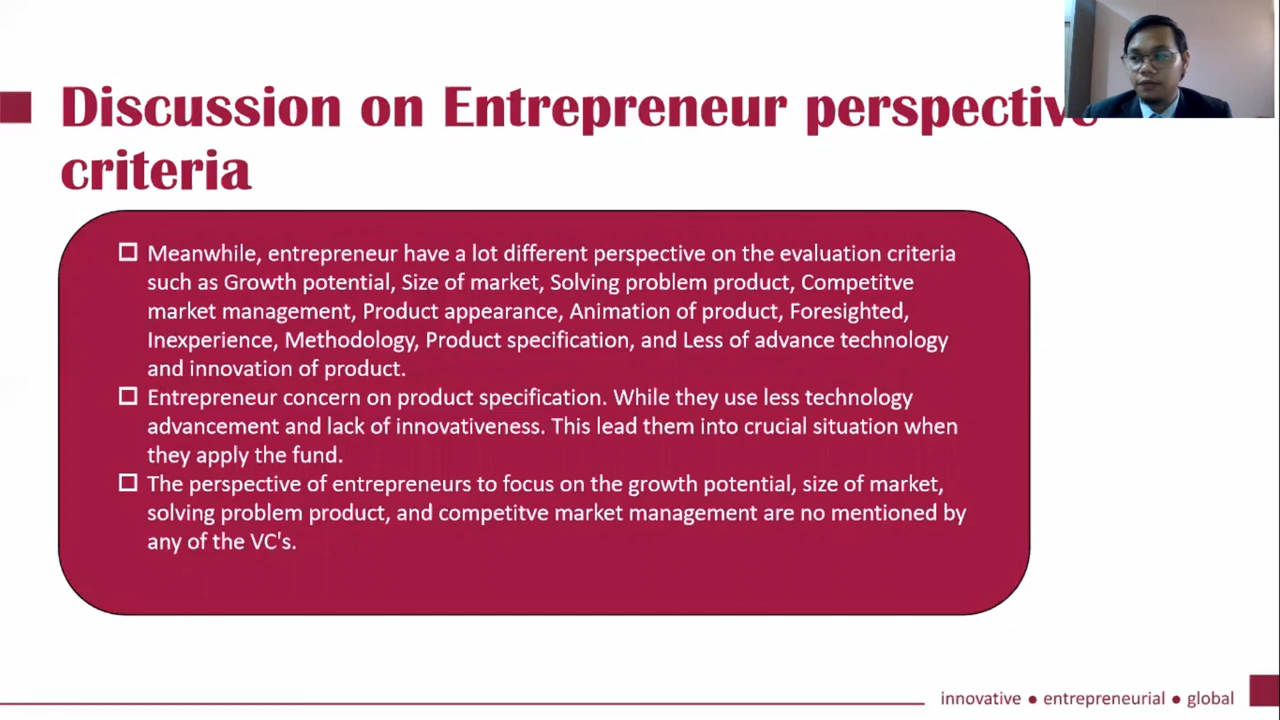 Discussion on Entrepreneur perspective
criteria
Meanwhile, entrepreneur have a lot different perspective on the evaluation criteria
such as Growth potential, Size of market, Solving problem product, Competitve
market management, Product appearance, Animation of product, Foresighted,
Inexperience, Methodology, Product specification, and Less of advance technology
and innovation of product.
Entrepreneur concern on product specification. While they use less technology
advancement and lack of innovativeness. This lead them into crucial situation when
they apply the fund.
The perspective of entrepreneurs to focus on the growth potential, size of market,
solving problem product, and competitve market management are no mentioned by
any of the VC's.
innovative ● entrepreneurial ● global